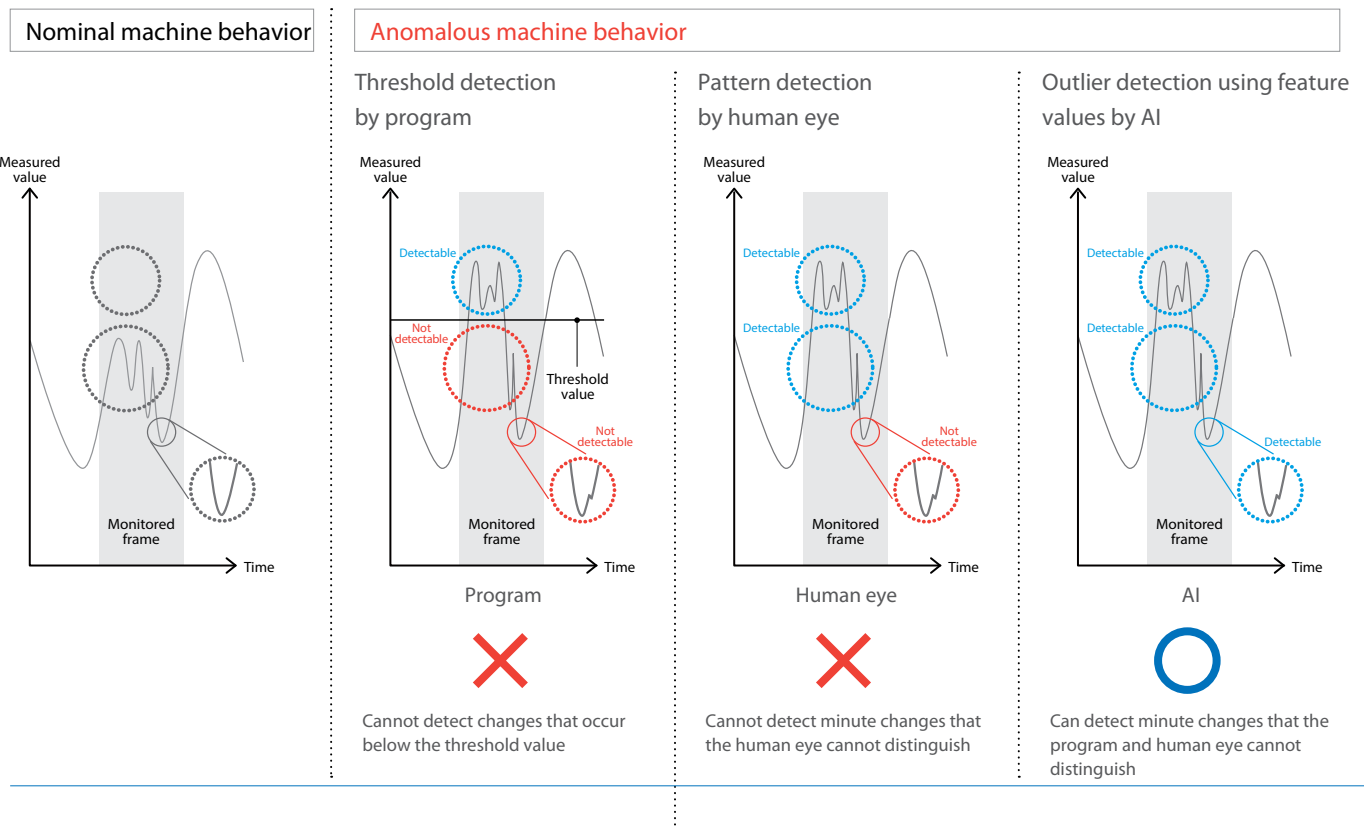 Nominal machine behavior
Anomalous machine behavior
Threshold detection
by program
Pattern detection
by human eye
Outlier detection using feature
values by AI
Measured
value
Monitored
frame
Time
Measured
value
Detectable
Not
detectable
Threshold
value
Not
detectable
Monitored
frame
Time
Program
Cannot detect changes that occur
below the threshold value
Measured
value
Detectable
Detectable
Not
detectable
Monitored
frame
Time
Human eye
Cannot detect minute changes that
the human eye cannot distinguish
Measured
value
Detectable
Detectable
Detectable
Monitored
frame
Time
AI
Can detect minute changes that the
program and human eye cannot
distinguish